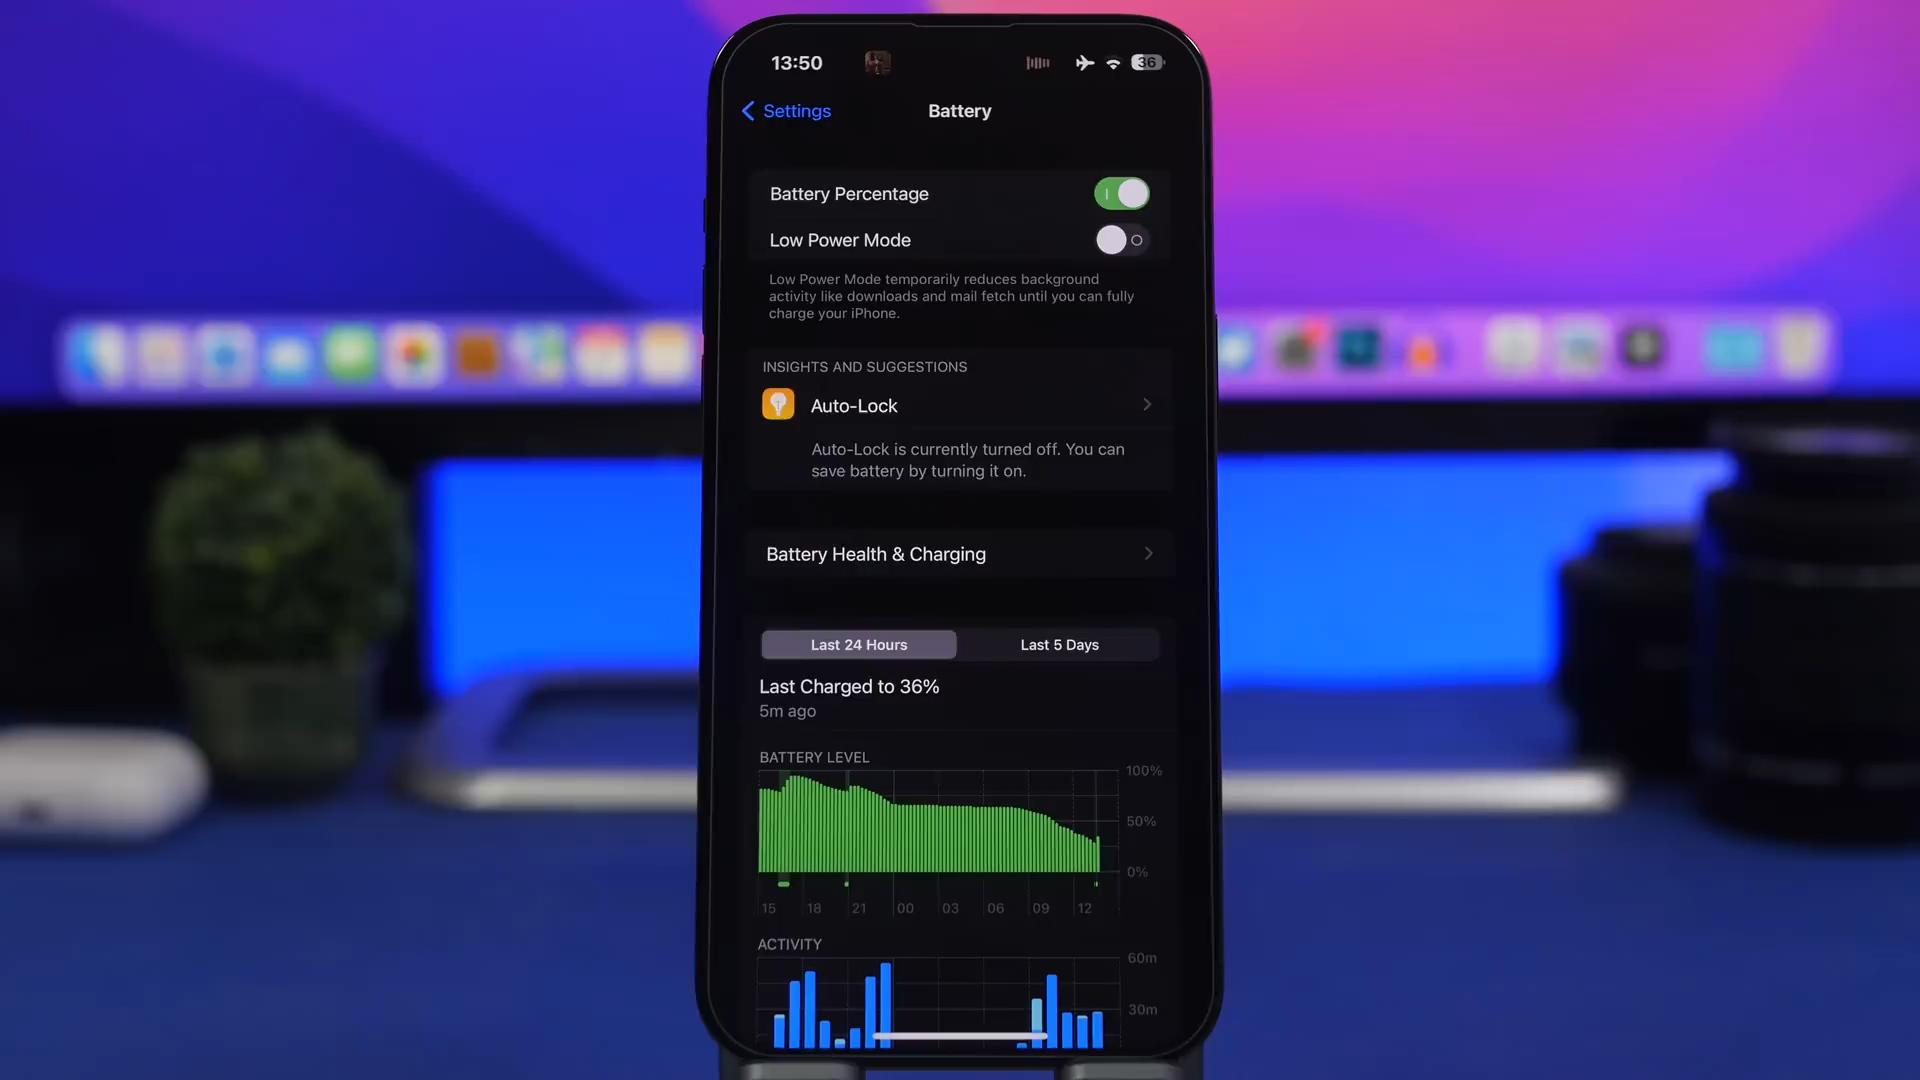 13:50
36
Settings
Battery
Battery Percentage
Low Power Mode
Low Power Mode temporarily reduces background
activity like downloads and mail fetch until you can fully
charge your iPhone.
INSIGHTS AND SUGGESTIONS
Auto-Lock
Auto-Lock is currently turned off. You can
save battery by turning it on.
Battery Health & Charging
Last 24 Hours Last 5 Days
Last Charged to 36%
5m ago
BATTERY LEVEL
100%
50%
0%
15 18 21 00 03 06 09 12
ACTIVITY
60m
30m